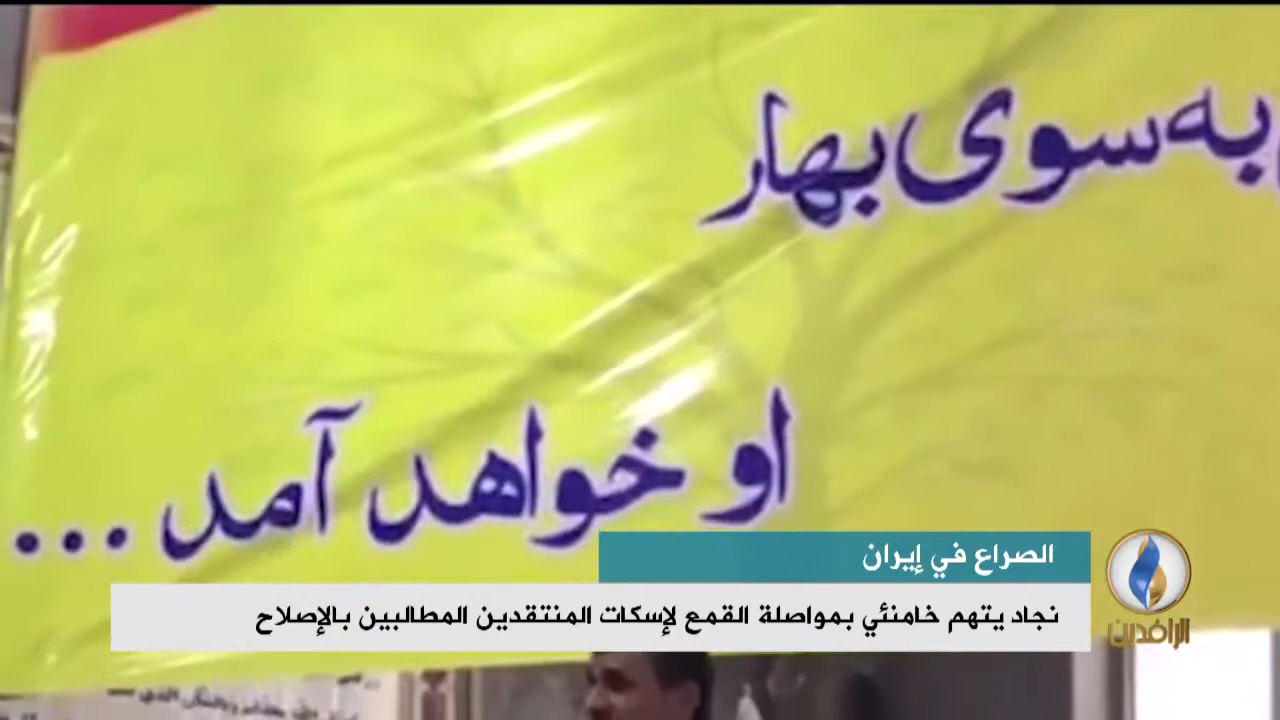 به سوی بهار
او خواهد آمد ...
الصراع في إيران
نجاد يتهم خامنئي بمواصلة القمع لإسكات المنتقدين المطالبين بالإصلاح
الرافدين